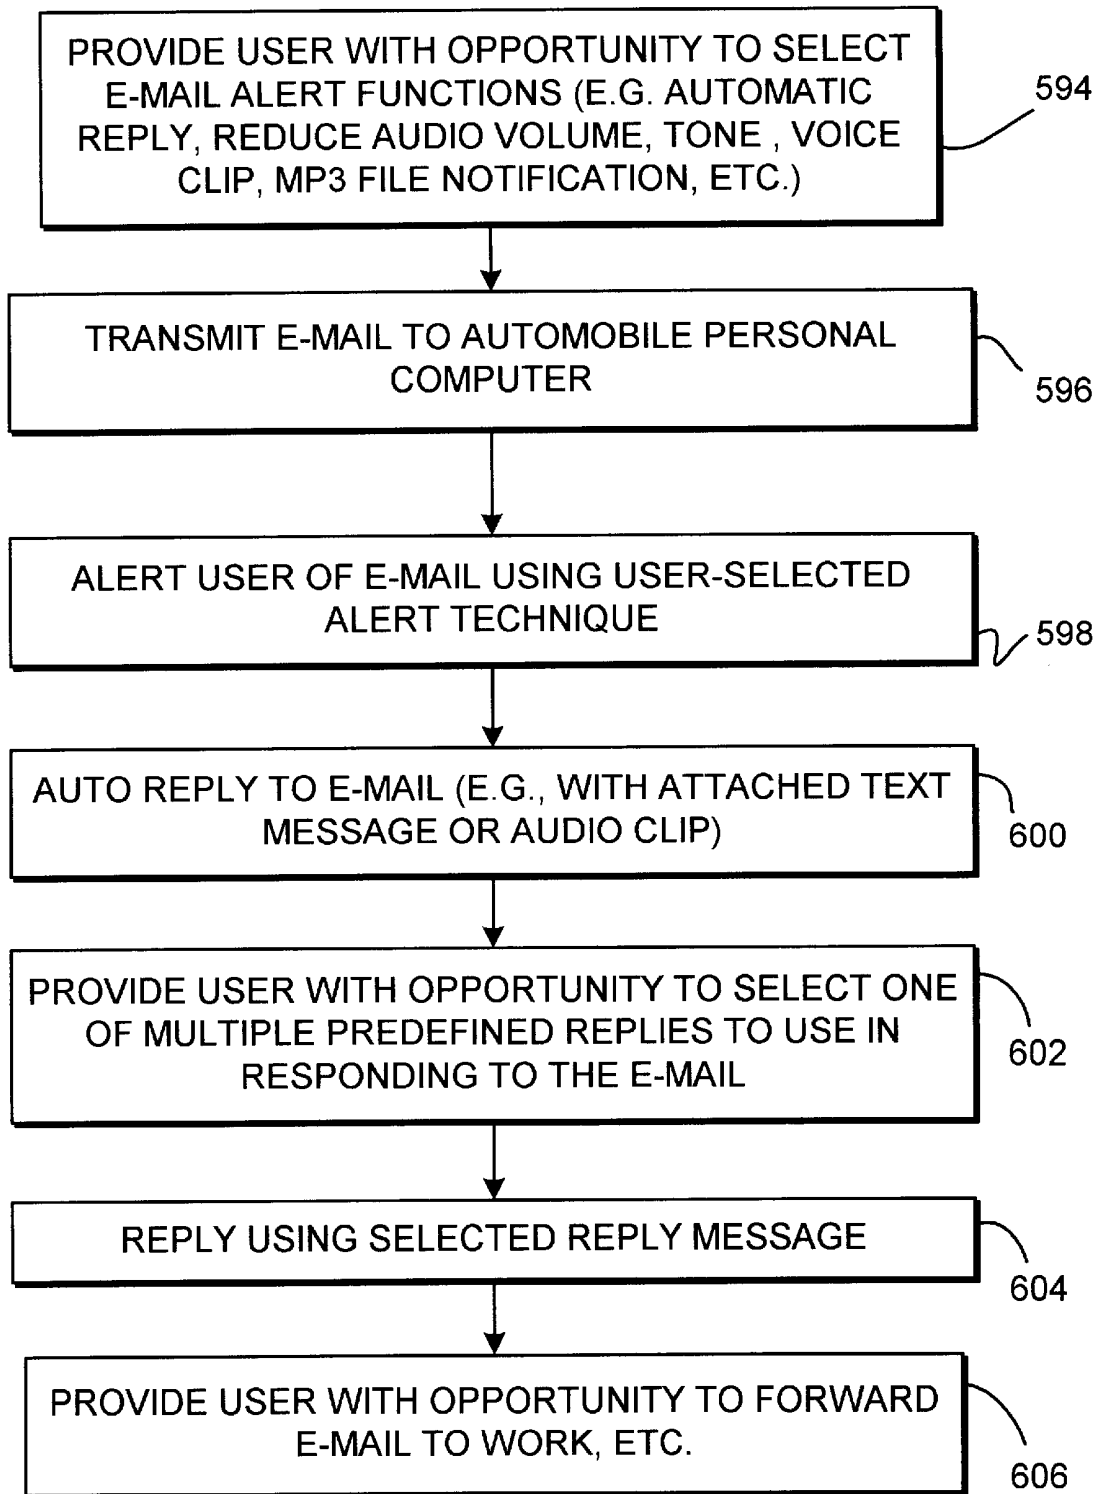 PROVIDE USER WITH OPPORTUNITY TO SELECT
E-MAIL ALERT FUNCTIONS (E.G. AUTOMATIC
REPLY, REDUCE AUDIO VOLUME, TONE , VOICE
CLIP, MP3 FILE NOTIFICATION, ETC.)
594
TRANSMIT E-MAIL TO AUTOMOBILE PERSONAL
COMPUTER
596
ALERT USER OF E-MAIL USING USER-SELECTED
ALERT TECHNIQUE
598
AUTO REPLY TO E-MAIL (E.G., WITH ATTACHED TEXT
MESSAGE OR AUDIO CLIP)
600
PROVIDE USER WITH OPPORTUNITY TO SELECT ONE
OF MULTIPLE PREDEFINED REPLIES TO USE IN
RESPONDING TO THE E-MAIL
602
REPLY USING SELECTED REPLY MESSAGE
604
PROVIDE USER WITH OPPORTUNITY TO FORWARD
E-MAIL TO WORK, ETC.
606